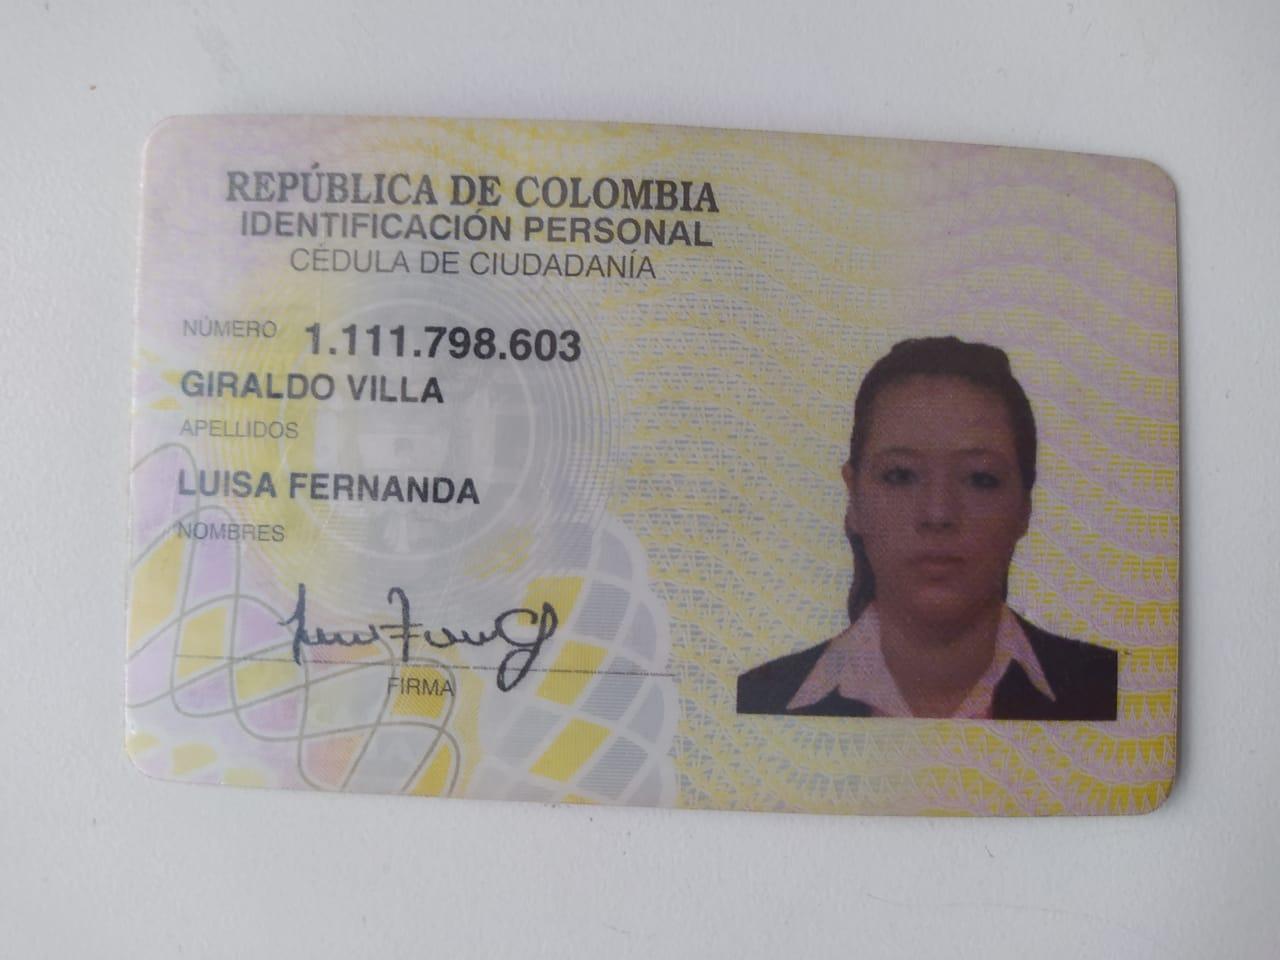 REPÚBLICA DE COLOMBIA
IDENTIFICACIÓN PERSONAL
CÉDULA DE CIUDADANÍA
NÚMERO 1.111.798.603
GIRALDO VILLA
APELLIDOS
LUISA FERNANDA
NOMBRES
FIRMA